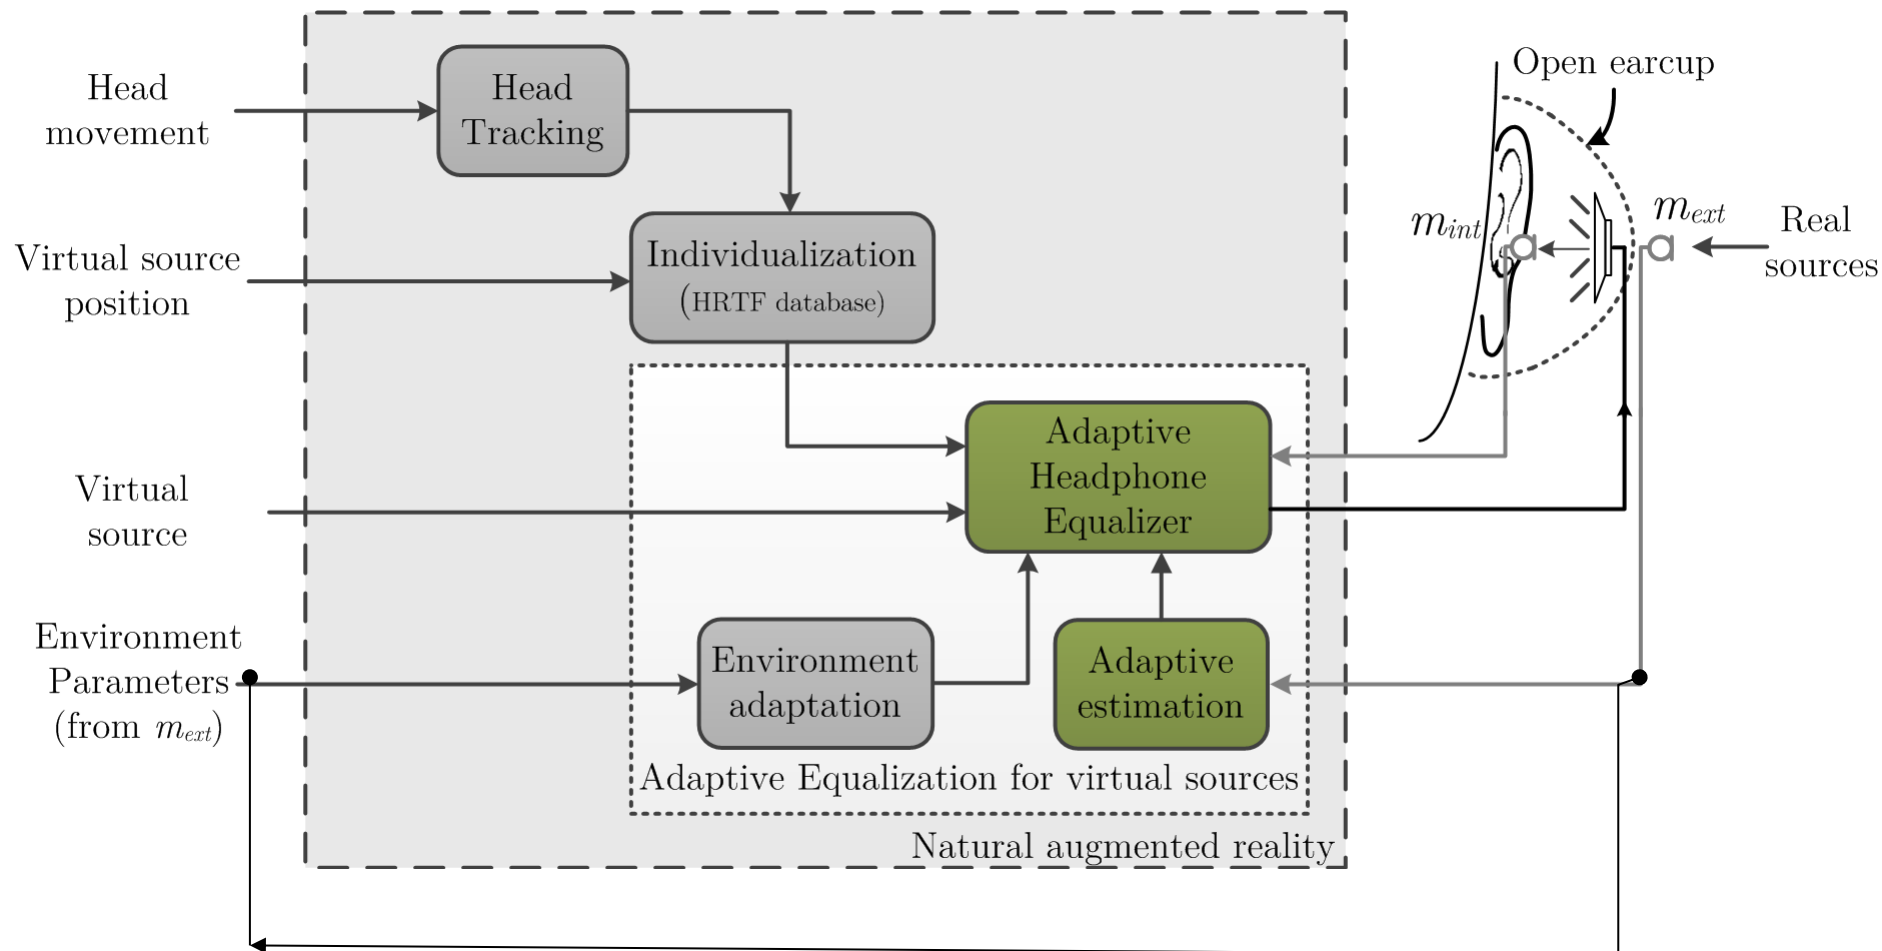 Head
movement
Head
Tracking
Open earcup
m_int
m_ext
Real
sources
Virtual source
position
Individualization
(HRTF database)
Adaptive
Headphone
Equalizer
Virtual
source
Environment
Parameters
(from m_ext)
Environment
adaptation
Adaptive
estimation
Adaptive Equalization for virtual sources
Natural augmented reality